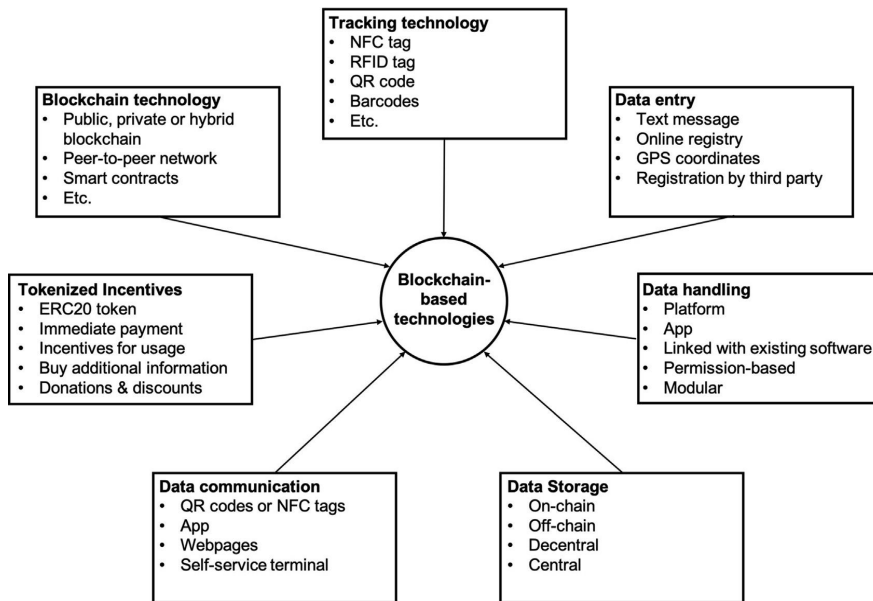 Tracking technology
• NFC tag
• RFID tag
• QR code
• Barcodes
• Etc.
Blockchain technology
• Public, private or hybrid
blockchain
• Peer-to-peer network
• Smart contracts
• Etc.
Data entry
• Text message
• Online registry
• GPS coordinates
• Registration by third party
Blockchain-
based
technologies
Tokenized Incentives
• ERC20 token
• Immediate payment
• Incentives for usage
• Buy additional information
• Donations & discounts
Data handling
• Platform
• App
• Linked with existing software
• Permission-based
• Modular
Data communication
• QR codes or NFC tags
• App
• Webpages
• Self-service terminal
Data Storage
• On-chain
• Off-chain
• Decentral
• Central